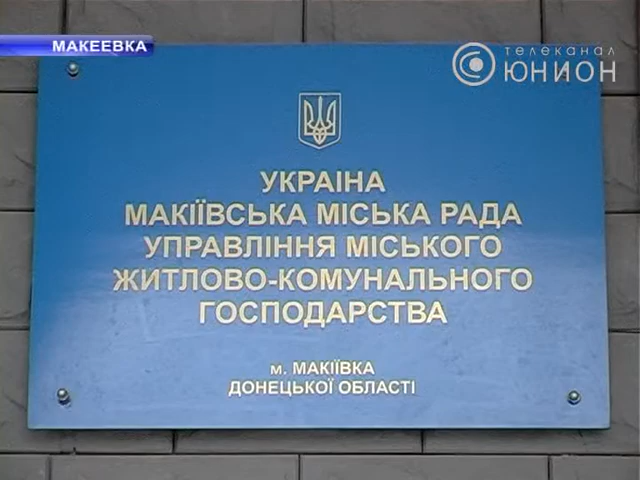 МАКЕЕВКА
телеканал
ЮНИОН
УКРАЇНА
МАКІЇВСЬКА МІСЬКА РАДА
УПРАВЛІННЯ МІСЬКОГО
ЖИТЛОВО-КОМУНАЛЬНОГО
ГОСПОДАРСТВА
м. МАКІЇВКА
ДОНЕЦЬКОЇ ОБЛАСТІ